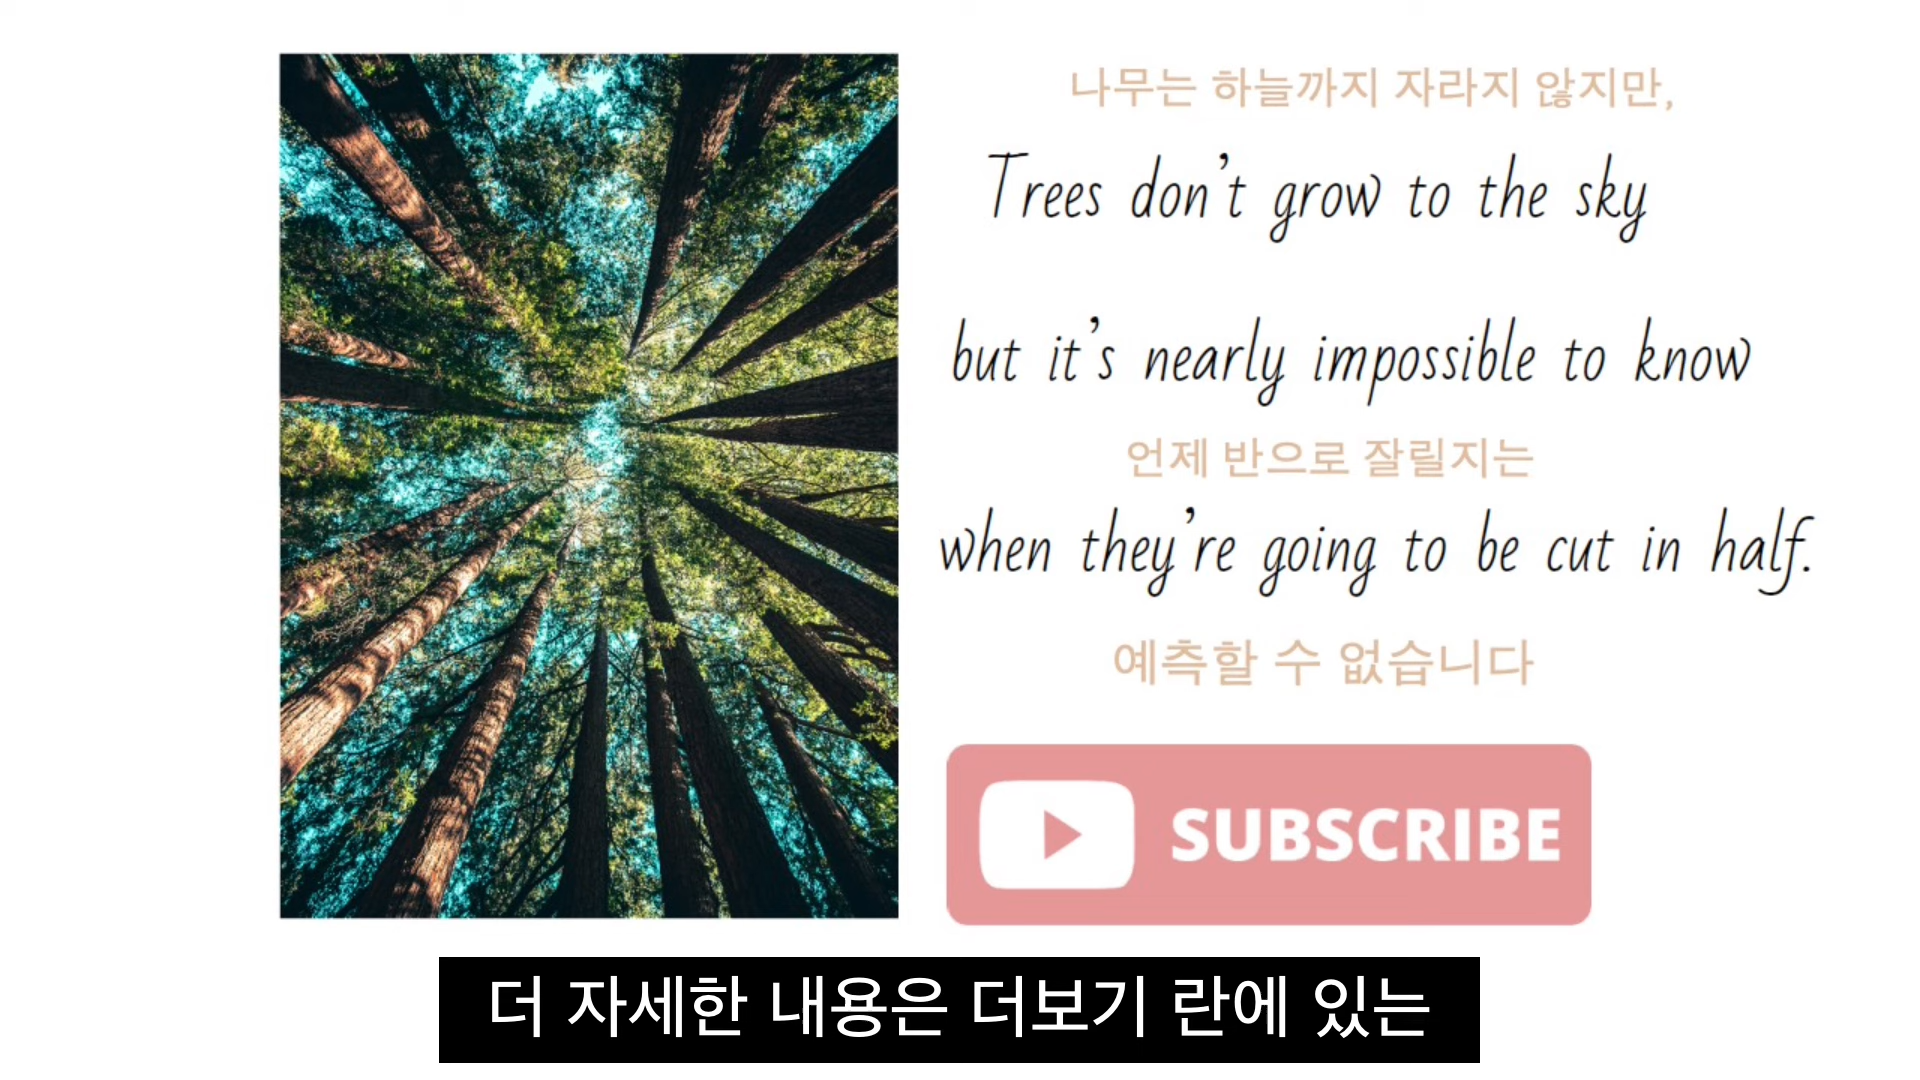 나무는 하늘까지 자라지 않지만,
Trees don't grow to the sky
but it's nearly impossible to know
언제 반으로 잘릴지는
when they're going to be cut in half.
예측할 수 없습니다
SUBSCRIBE
더 자세한 내용은 더보기 란에 있는